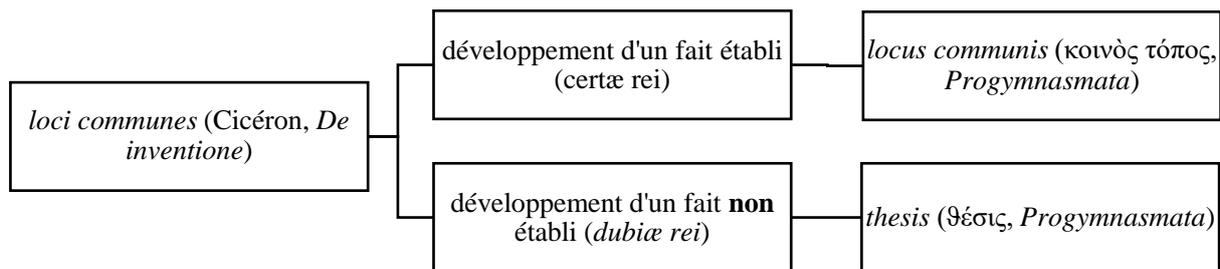 loci communes (Cicéron, De
inventione)
développement d'un fait établi
(certæ rei)
locus communis (κοινὸς τόπος,
Progymnasmata)
développement d'un fait non
établi (dubiæ rei)
thesis (θέσις, Progymnasmata)